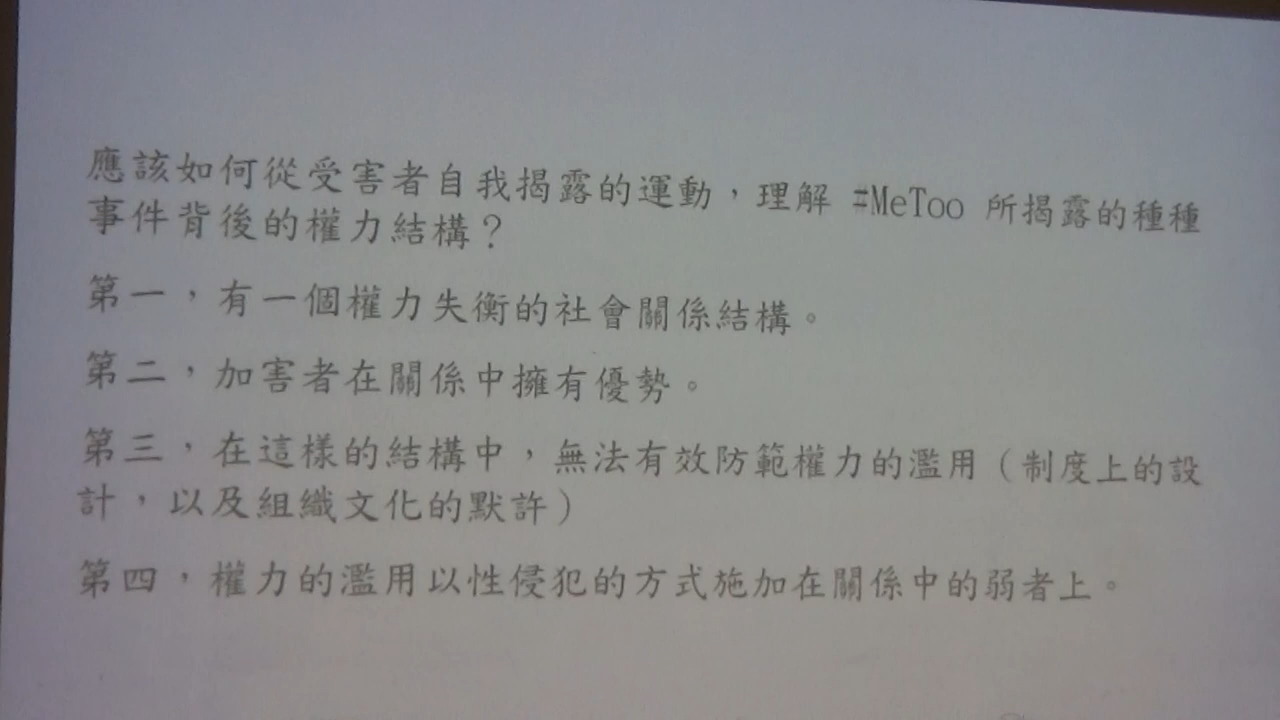 應該如何從受害者自我揭露的運動，理解 #MeToo 所揭露的種種
事件背後的權力結構？
第一，有一個權力失衡的社會關係結構。
第二，加害者在關係中擁有優勢。
第三，在這樣的結構中，無法有效防範權力的濫用（制度上的設
計，以及組織文化的默許）
第四，權力的濫用以性侵犯的方式施加在關係中的弱者上。